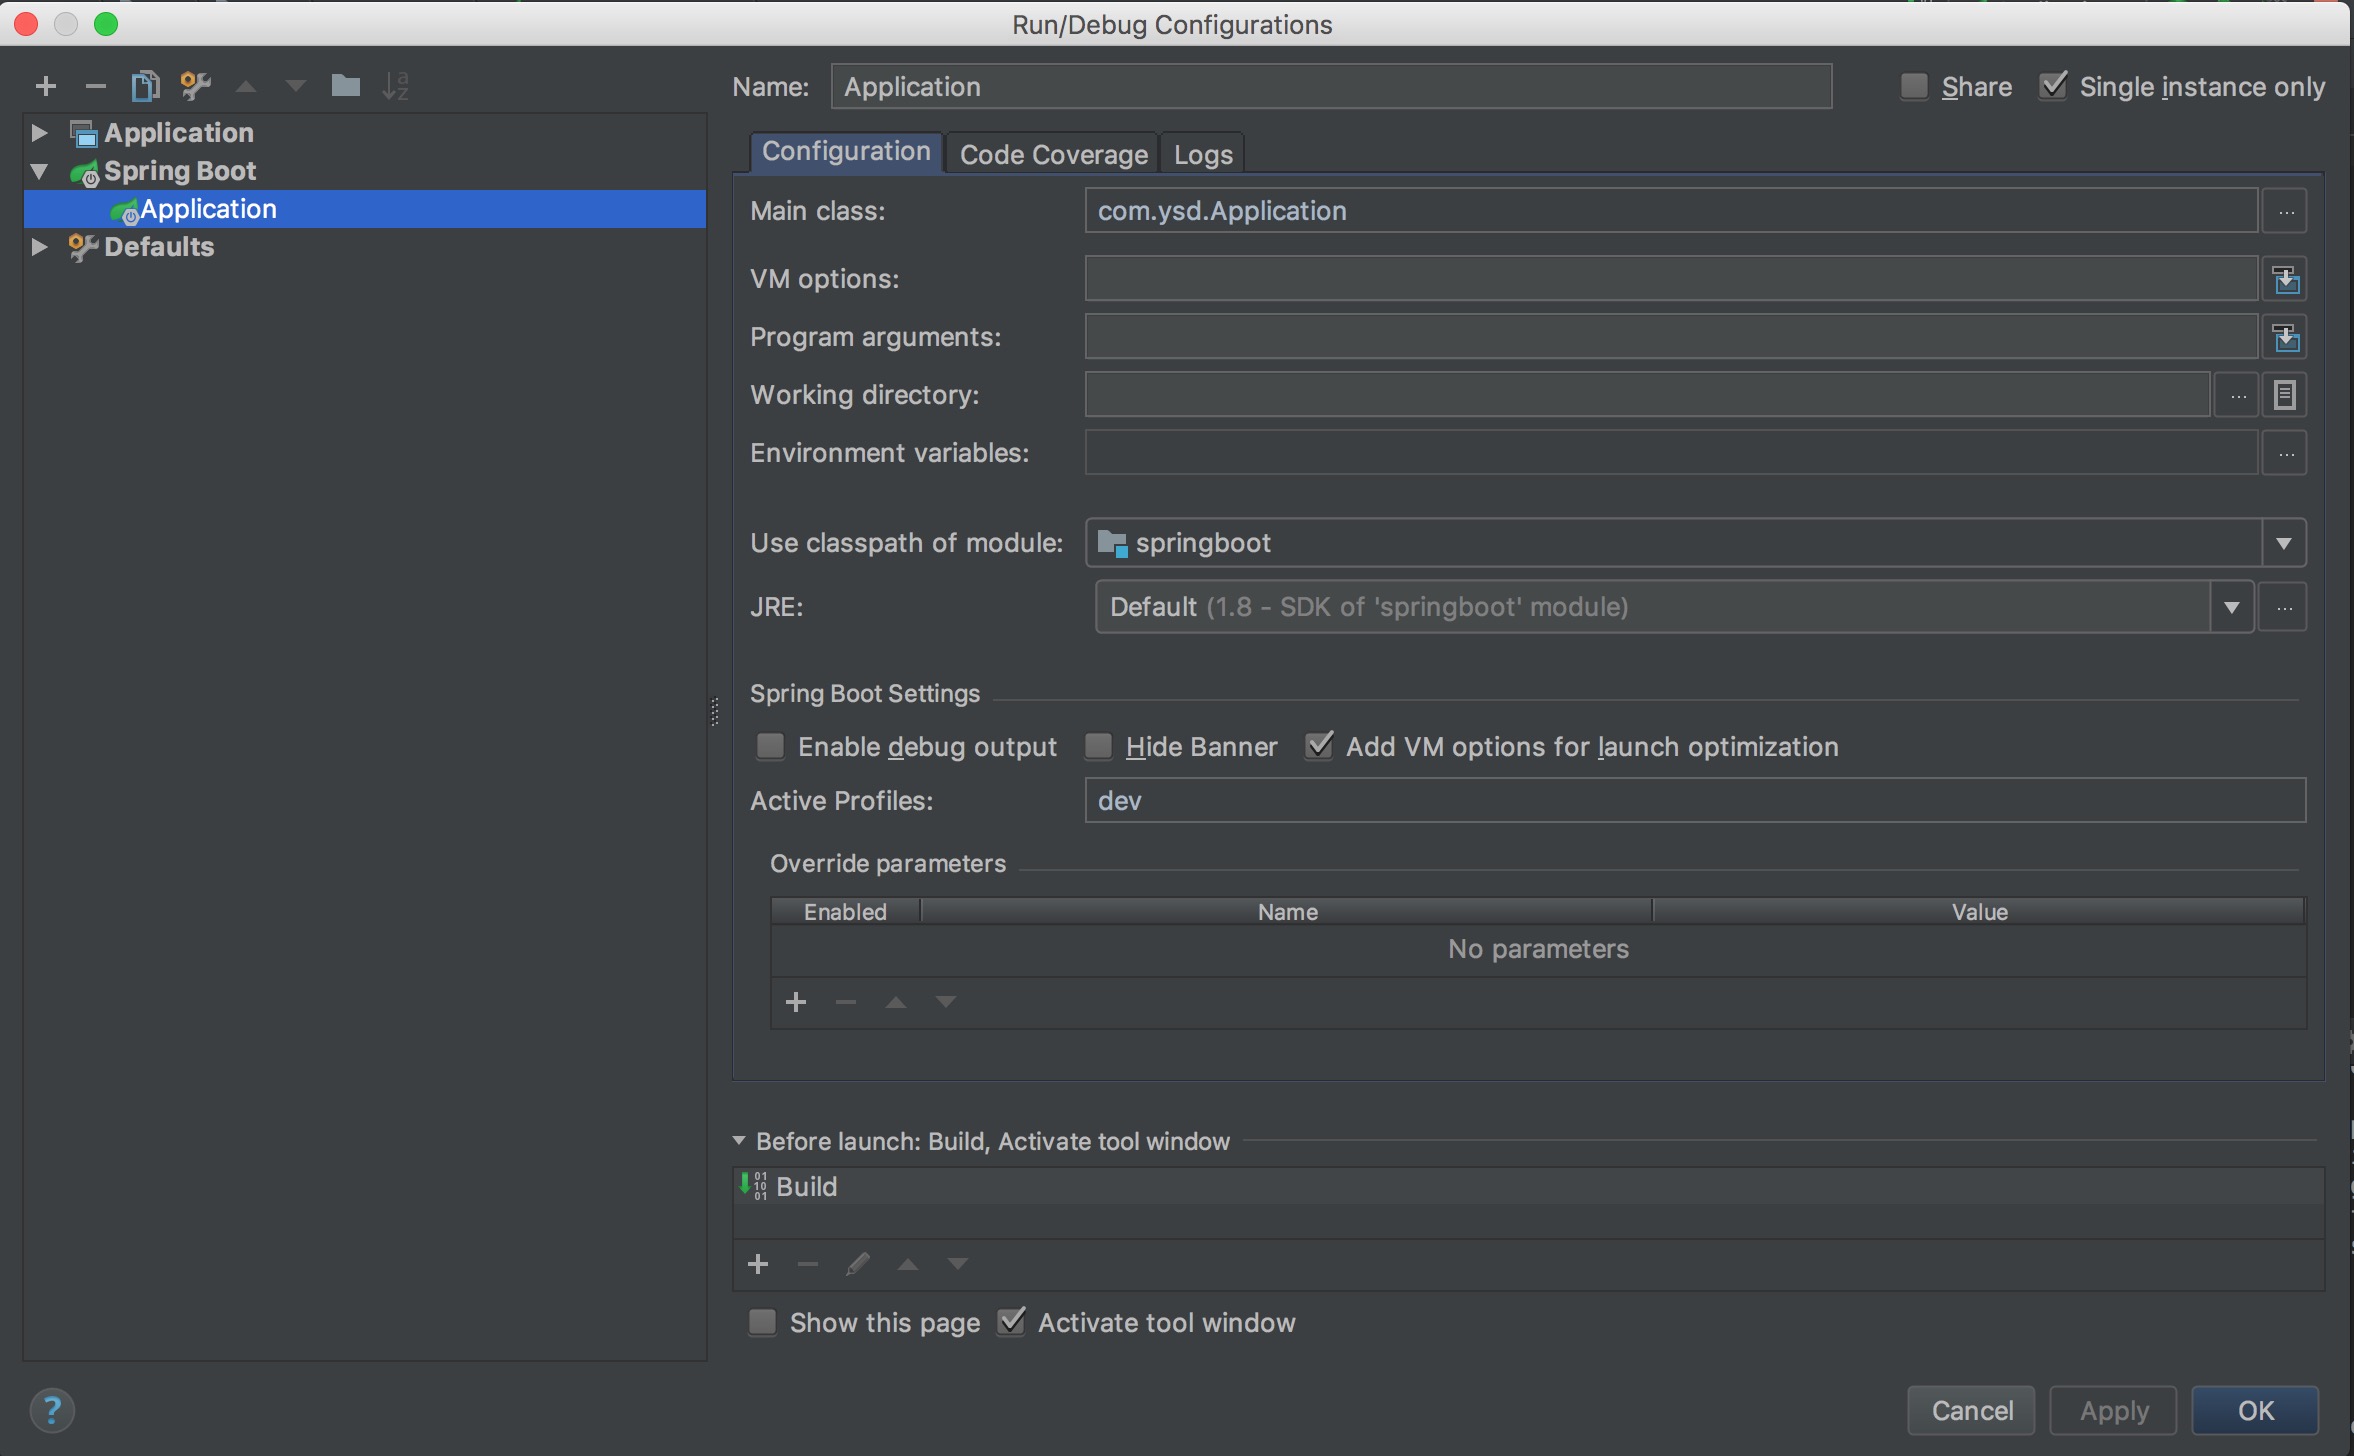 Run/Debug Configurations
Name: Application Share Single instance only
Application
Spring Boot
Application
Defaults
Configuration Code Coverage Logs
Main class: com.ysd.Application ...
VM options:
Program arguments:
Working directory: ...
Environment variables: ...
Use classpath of module: springboot
JRE: Default (1.8 - SDK of 'springboot' module) ...
Spring Boot Settings
Enable debug output Hide Banner Add VM options for launch optimization
Active Profiles: dev
Override parameters
Enabled Name Value
No parameters
Before launch: Build, Activate tool window
Build
Show this page Activate tool window
? Cancel Apply OK